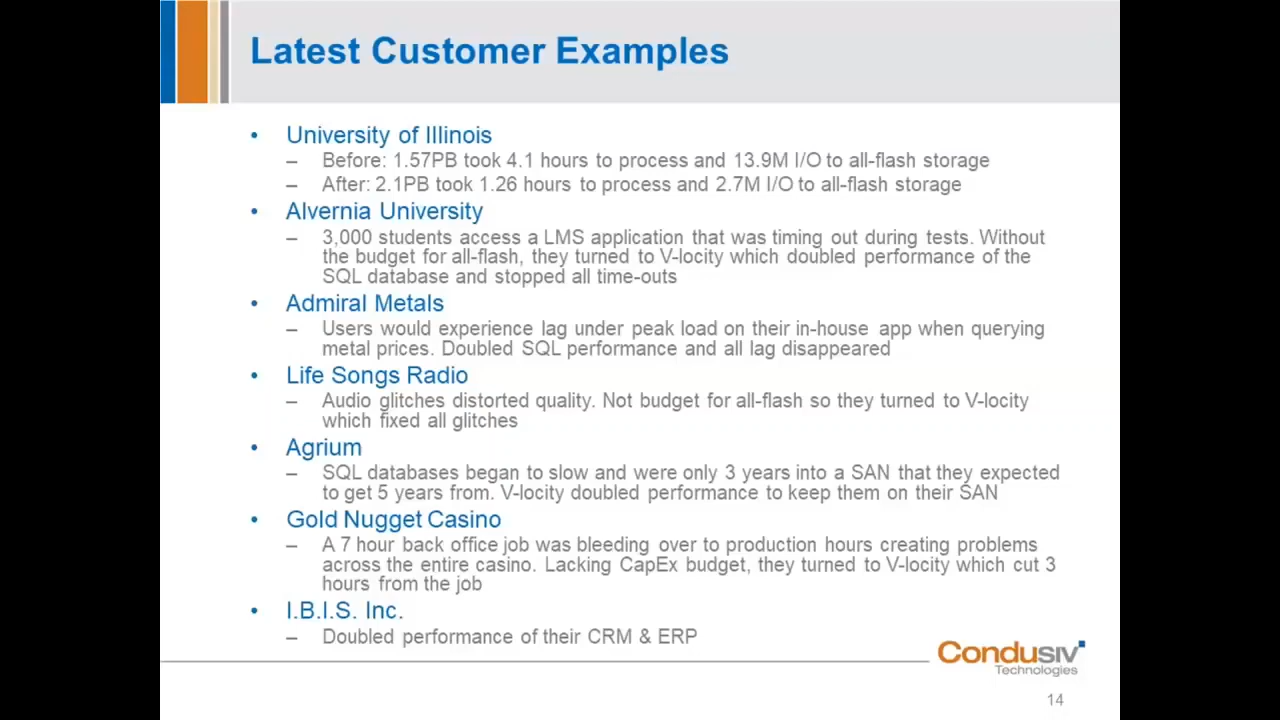 Latest Customer Examples
• University of Illinois
– Before: 1.57PB took 4.1 hours to process and 13.9M I/O to all-flash storage
– After: 2.1PB took 1.26 hours to process and 2.7M I/O to all-flash storage
• Alvernia University
– 3,000 students access a LMS application that was timing out during tests. Without
the budget for all-flash, they turned to V-locity which doubled performance of the
SQL database and stopped all time-outs
• Admiral Metals
– Users would experience lag under peak load on their in-house app when querying
metal prices. Doubled SQL performance and all lag disappeared
• Life Songs Radio
– Audio glitches distorted quality. Not budget for all-flash so they turned to V-locity
which fixed all glitches
• Agrium
– SQL databases began to slow and were only 3 years into a SAN that they expected
to get 5 years from. V-locity doubled performance to keep them on their SAN
• Gold Nugget Casino
– A 7 hour back office job was bleeding over to production hours creating problems
across the entire casino. Lacking CapEx budget, they turned to V-locity which cut 3
hours from the job
• I.B.I.S. Inc.
– Doubled performance of their CRM & ERP
Condusiv
Technologies
14